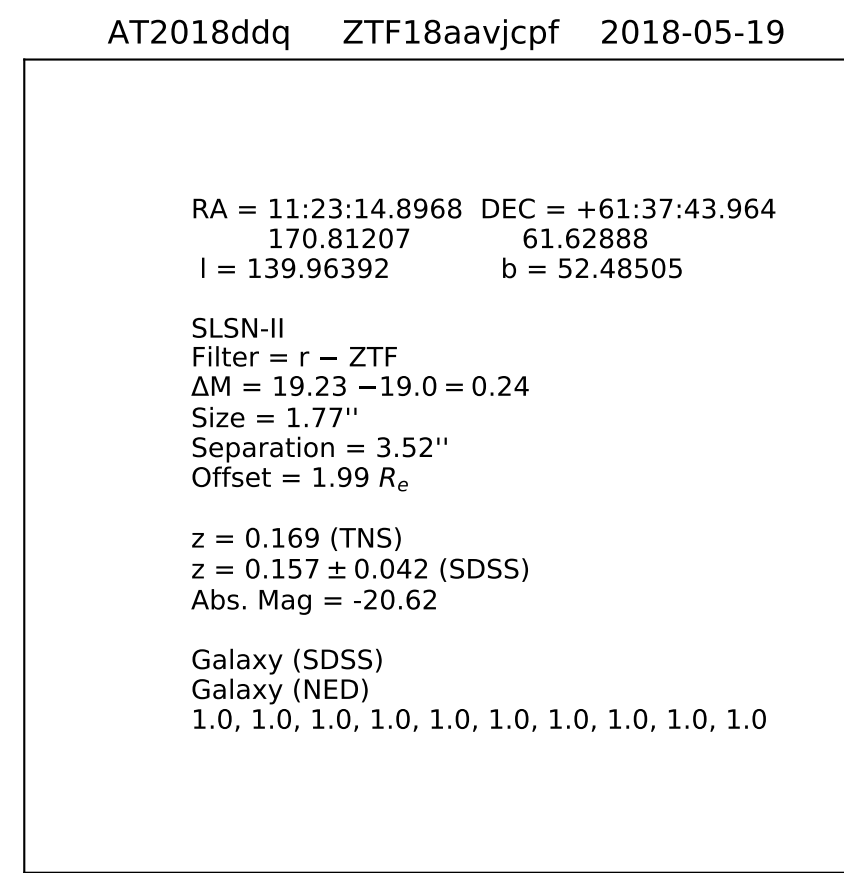 AT2018ddq ZTF18aavjcpf 2018-05-19
RA = 11:23:14.8968 DEC = +61:37:43.964
170.81207 61.62888
l = 139.96392 b = 52.48505
SLSN-II
Filter = r − ZTF
ΔM = 19.23 −19.0 = 0.24
Size = 1.77''
Separation = 3.52''
Offset = 1.99 Rₑ
z = 0.169 (TNS)
z = 0.157 ± 0.042 (SDSS)
Abs. Mag = -20.62
Galaxy (SDSS)
Galaxy (NED)
1.0, 1.0, 1.0, 1.0, 1.0, 1.0, 1.0, 1.0, 1.0, 1.0